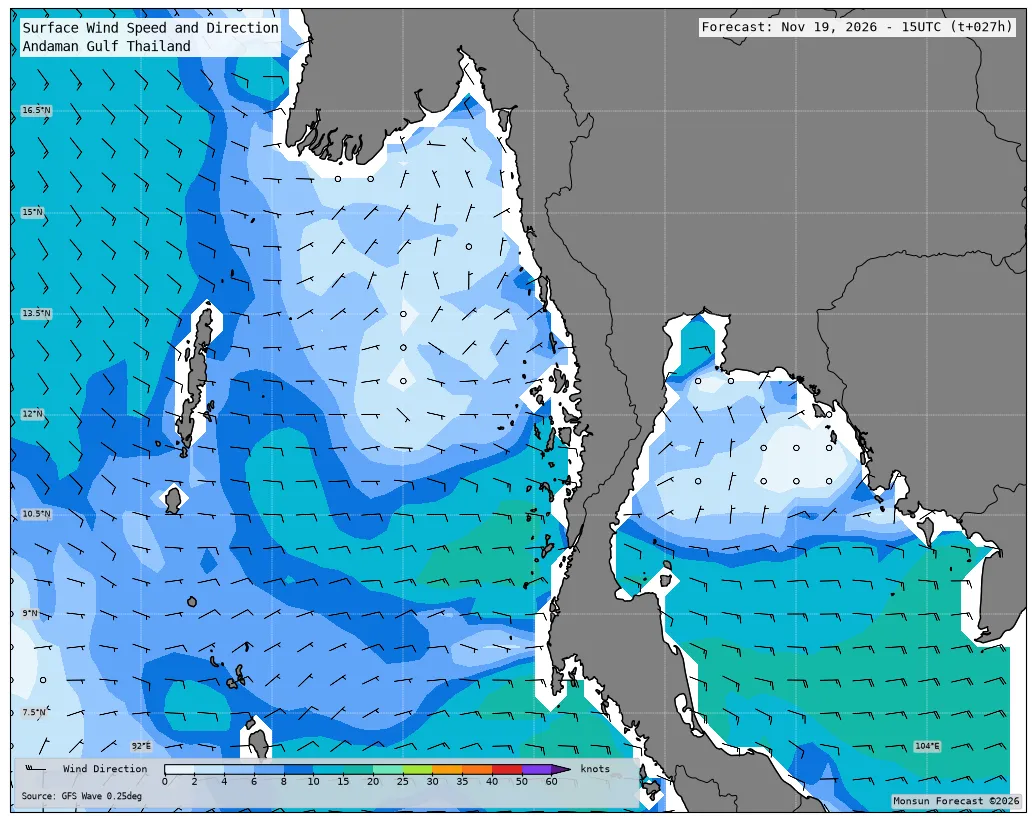 Surface Wind Speed and Direction
Andaman Gulf Thailand
Forecast: Nov 19, 2026 - 15UTC (t+027h)
16.5°N
15°N
13.5°N
12°N
10.5°N
9°N
7.5°N
92°E
104°E
Wind Direction
0 2 4 6 8 10 15 20 25 30 35 40 50 60
knots
Source: GFS Wave 0.25deg
Monsun Forecast ©2026